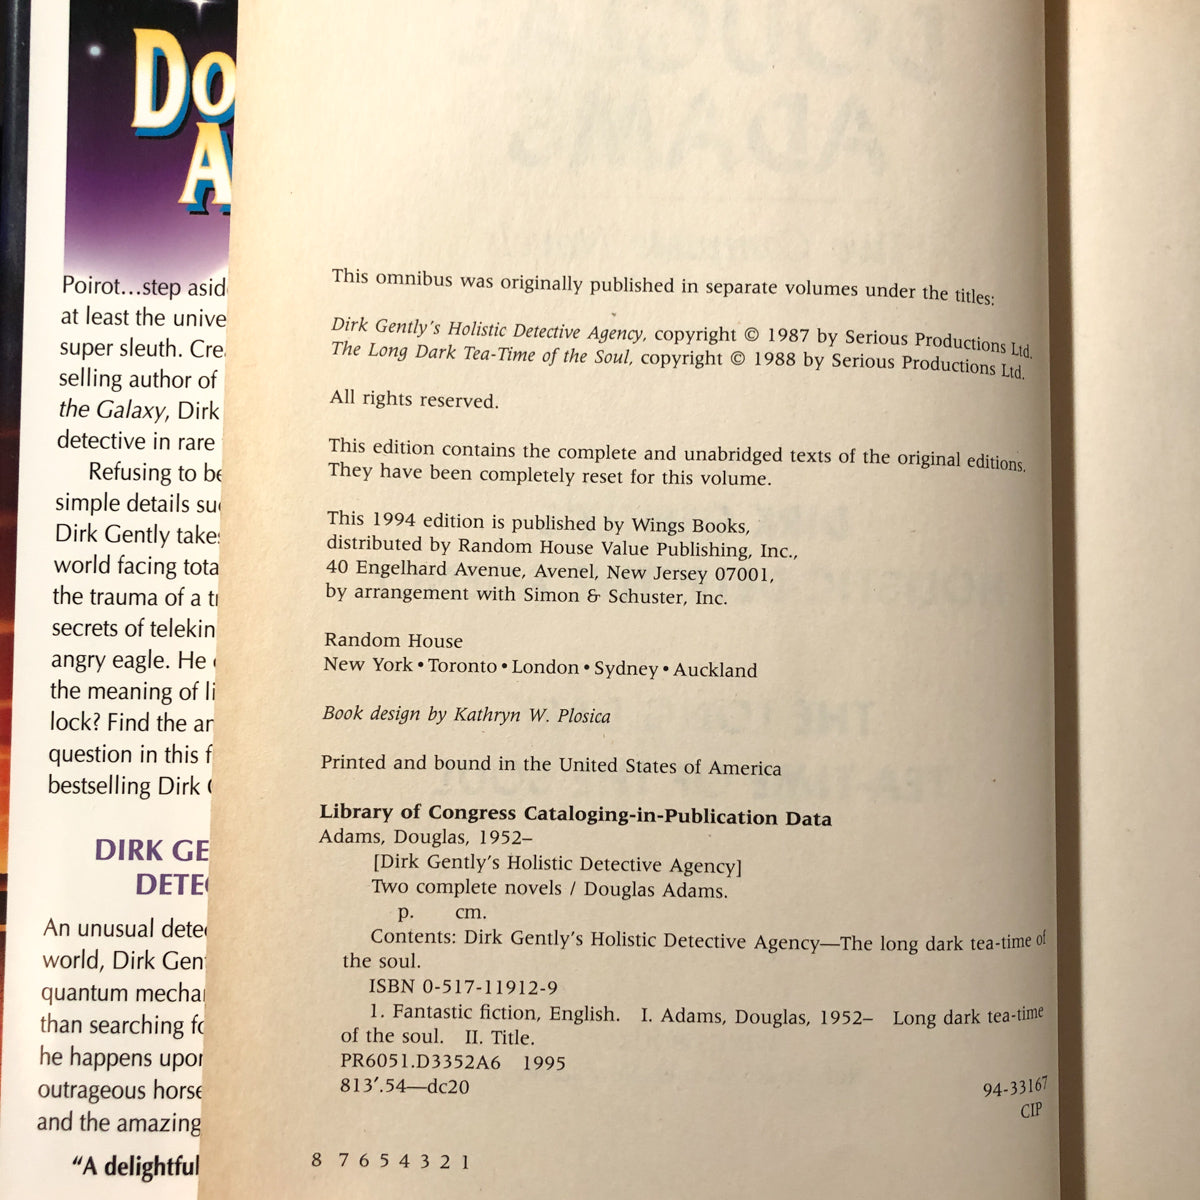 Do
A
Poirot...step asid
at least the unive
super sleuth. Cre
selling author of
the Galaxy, Dirk
detective in rare
Refusing to be
simple details su
Dirk Gently take
world facing tota
the trauma of a
secrets of telekin
angry eagle. He
the meaning of li
lock? Find the an
question in this f
bestselling Dirk
DIRK GE
DETE
An unusual dete
world, Dirk Gen
quantum mecha
than searching fo
he happens upon
outrageous horse
and the amazing
“A delightful
This omnibus was originally published in separate volumes under the titles:
Dirk Gently's Holistic Detective Agency, copyright © 1987 by Serious Productions Ltd.
The Long Dark Tea-Time of the Soul, copyright © 1988 by Serious Productions Ltd.
All rights reserved.
This edition contains the complete and unabridged texts of the original editions.
They have been completely reset for this volume.
This 1994 edition is published by Wings Books,
distributed by Random House Value Publishing, Inc.,
40 Engelhard Avenue, Avenel, New Jersey 07001,
by arrangement with Simon & Schuster, Inc.
Random House
New York • Toronto • London • Sydney • Auckland
Book design by Kathryn W. Plosica
Printed and bound in the United States of America
Library of Congress Cataloging-in-Publication Data
Adams, Douglas, 1952–
[Dirk Gently's Holistic Detective Agency]
Two complete novels / Douglas Adams.
p. cm.
Contents: Dirk Gently's Holistic Detective Agency—The long dark tea-time of
the soul.
ISBN 0-517-11912-9
1. Fantastic fiction, English. I. Adams, Douglas, 1952– Long dark tea-time
of the soul. II. Title.
PR6051.D3352A6 1995
813'.54—dc20
94-33167
CIP
8 7 6 5 4 3 2 1